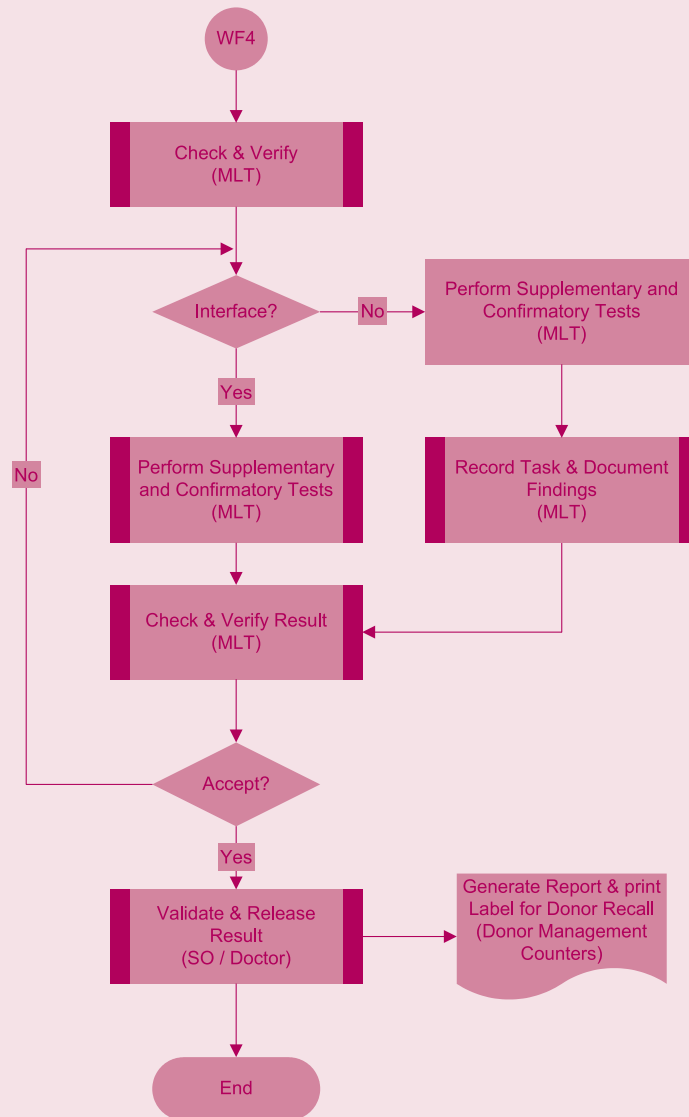 WF4
Check & Verify
(MLT)
Interface?
No
Perform Supplementary and
Confirmatory Tests
(MLT)
Yes
Perform Supplementary
and Confirmatory Tests
(MLT)
Record Task & Document
Findings
(MLT)
No
Check & Verify Result
(MLT)
Accept?
Yes
Validate & Release
Result
(SO / Doctor)
Generate Report & print
Label for Donor Recall
(Donor Management
Counters)
End